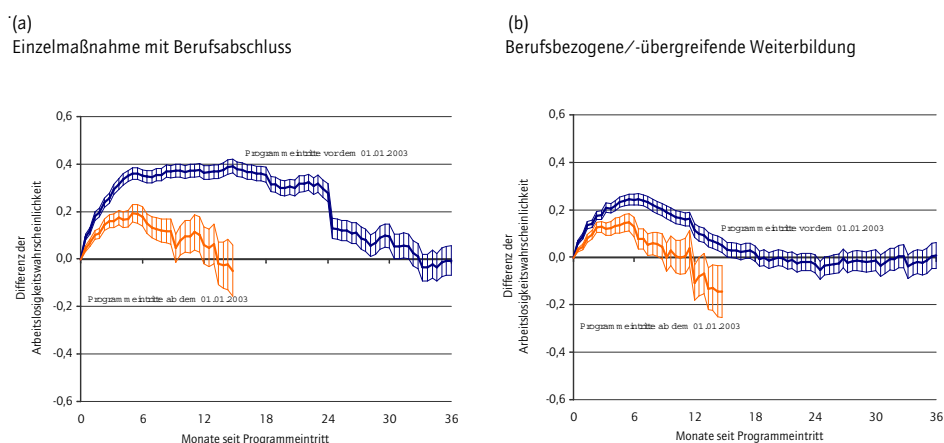 (a)
Einzelmaßnahme mit Berufsabschluss
Differenz der
Arbeitslosigkeitswahrscheinlichkeit
0,6
0,4
0,2
0,0
-0,2
-0,4
-0,6
Programmeintritte vor dem 01.01.2003
Programmeintritte ab dem 01.01.2003
0 6 12 18 24 30 36
Monate seit Programmeintritt
(b)
Berufsbezogene/-übergreifende Weiterbildung
Differenz der
Arbeitslosigkeitswahrscheinlichkeit
0,6
0,4
0,2
0,0
-0,2
-0,4
-0,6
Programmeintritte vor dem 01.01.2003
Programmeintritte ab dem 01.01.2003
0 6 12 18 24 30 36
Monate seit Programmeintritt